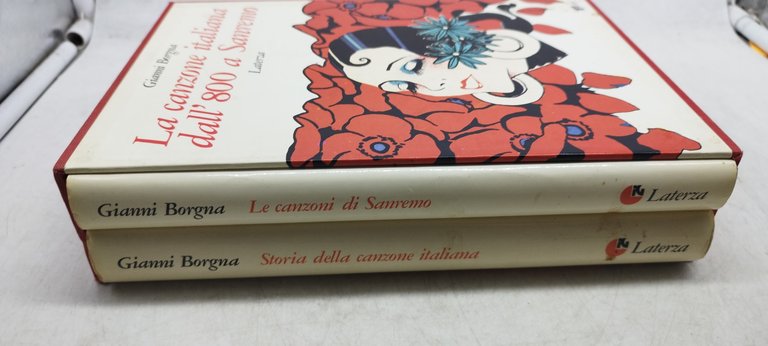 Gianni Borgna
La canzone italiana
dall'800 a Sanremo
Laterza
Gianni Borgna Le canzoni di Sanremo Laterza
Gianni Borgna Storia della canzone italiana Laterza